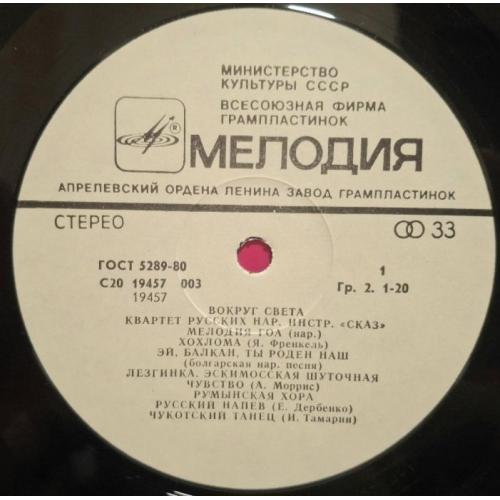 МИНИСТЕРСТВО
КУЛЬТУРЫ СССР
ВСЕСОЮЗНАЯ ФИРМА
ГРАМПЛАСТИНОК
® МЕЛОДИЯ
АПРЕЛЕВСКИЙ ОРДЕНА ЛЕНИНА ЗАВОД ГРАМПЛАСТИНОК
СТЕРЕО 33
ГОСТ 5289-80 1
С20 19457 003 Гр. 2. 1-20
19457
ВОКРУГ СВЕТА
КВАРТЕТ РУССКИХ НАР. ИНСТР. «СКАЗ»
МЕЛОДИЯ ГОА (нар.)
ХОХЛОМА (Я. Френкель)
ЭЙ, БАЛКАН, ТЫ РОДЕН НАШ
(болгарская нар. песня)
ЛЕЗГИНКА. ЭСКИМОССКАЯ ШУТОЧНАЯ
ЧУВСТВО (А. Моррис)
РУМЫНСКАЯ ХОРА
РУССКИЙ НАПЕВ (Е. Дербенко)
ЧУКОТСКИЙ ТАНЕЦ (И. Тамарин)